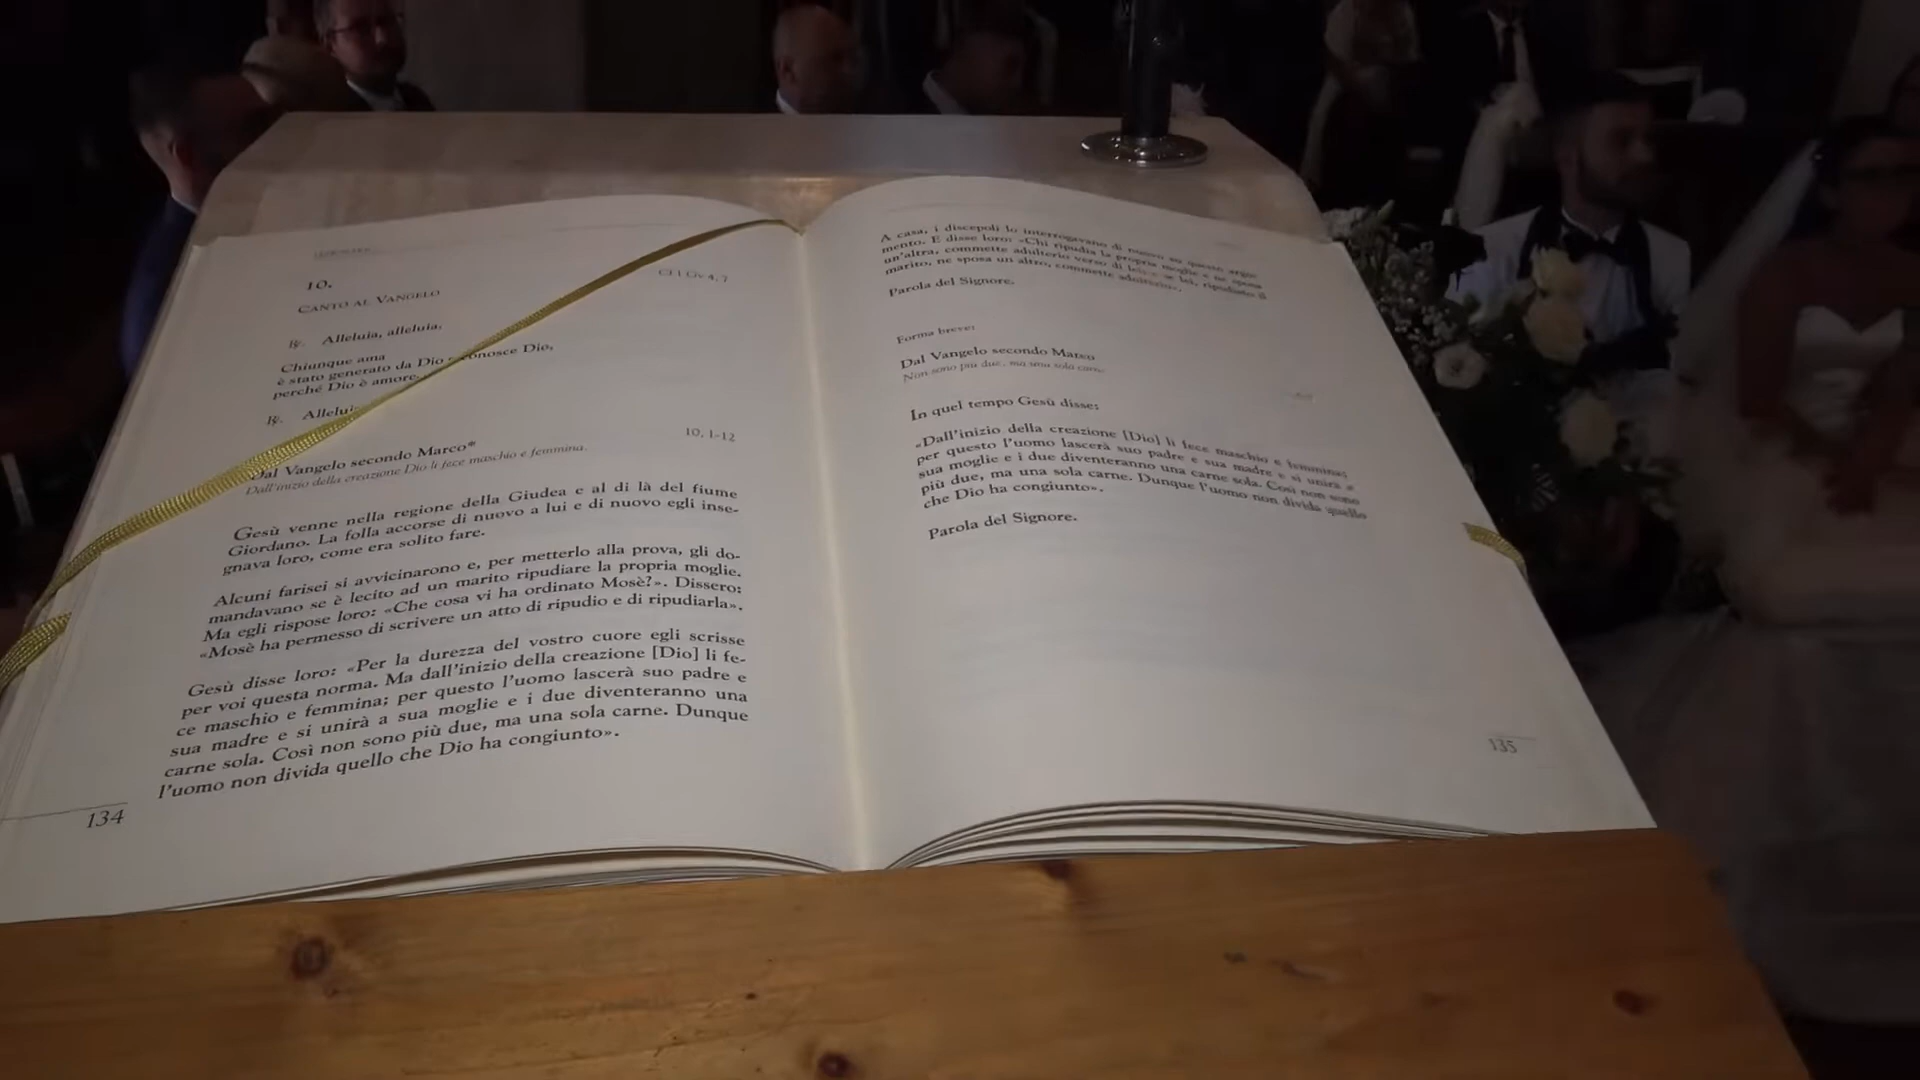 10.
CANTO AL VANGELO
Cf 1 Gv 4, 7
℟. Alleluia, alleluia.
Chiunque ama
è stato generato da Dio conosce Dio,
perché Dio è amore.
℟.
Dal Vangelo secondo Marco*
10, 1-12
Dall'inizio della creazione Dio li fece maschio e femmina.
Gesù venne nella regione della Giudea e al di là del fiume
Giordano. La folla accorse di nuovo a lui e di nuovo egli inse-
gnava loro, come era solito fare.
Alcuni farisei si avvicinarono e, per metterlo alla prova, gli do-
mandavano se è lecito ad un marito ripudiare la propria moglie.
Ma egli rispose loro: «Che cosa vi ha ordinato Mosè?». Dissero:
«Mosè ha permesso di scrivere un atto di ripudio e di ripudiarla».
Gesù disse loro: «Per la durezza del vostro cuore egli scrisse
per voi questa norma. Ma dall'inizio della creazione [Dio] li fe-
ce maschio e femmina; per questo l'uomo lascerà suo padre e
sua madre e si unirà a sua moglie e i due diventeranno una
carne sola. Così non sono più due, ma una sola carne. Dunque
l'uomo non divida quello che Dio ha congiunto».
134
A casa, i discepoli lo interrogavano di nuovo su questo argo-
mento. E disse loro: «Chi ripudia la propria moglie e ne sposa
un'altra, commette adulterio verso di lei; e se lei, ripudiato il
marito, ne sposa un altro, commette adulterio».
Parola del Signore.
Forma breve:
Dal Vangelo secondo Marco
Non sono più due, ma una sola carne.
In quel tempo Gesù disse:
«Dall'inizio della creazione [Dio] li fece maschio e femmina;
per questo l'uomo lascerà suo padre e sua madre e si unirà a
sua moglie e i due diventeranno una carne sola. Così non sono
più due, ma una sola carne. Dunque l'uomo non divida quello
che Dio ha congiunto».
Parola del Signore.
135